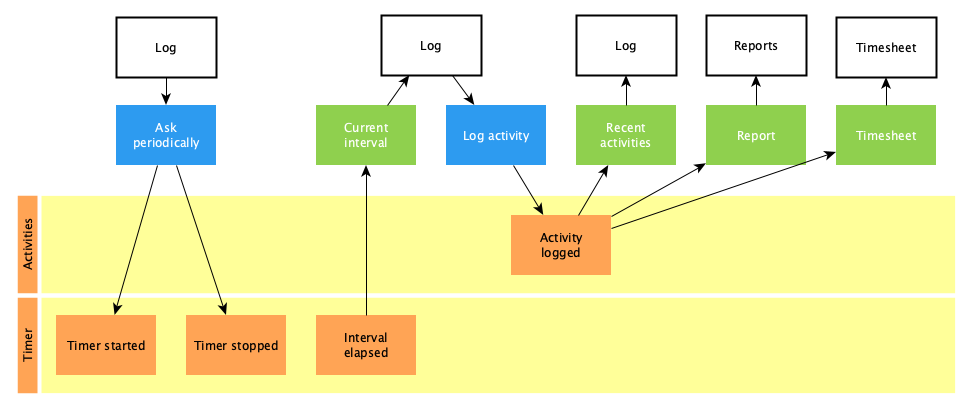 Log
Log
Log
Reports
Timesheet
Ask
periodically
Current
interval
Log activity
Recent
activities
Report
Timesheet
Activities
Activity
logged
Timer
Timer started
Timer stopped
Interval
elapsed